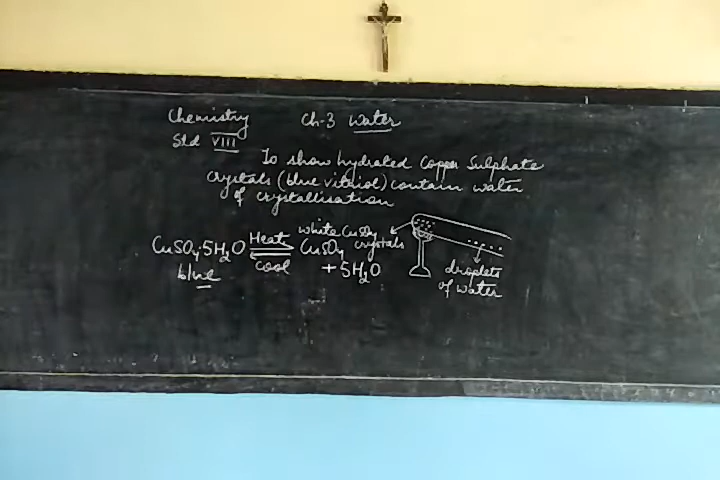 Chemistry Ch-3 Water
Std VIII
To show hydrated Copper Sulphate
crystals (blue vitriol) contain water
of crystallisation
CuSO₄·5H₂O Heat cool CuSO₄
blue + 5H₂O
white CuSO₄
crystals
droplets
of water